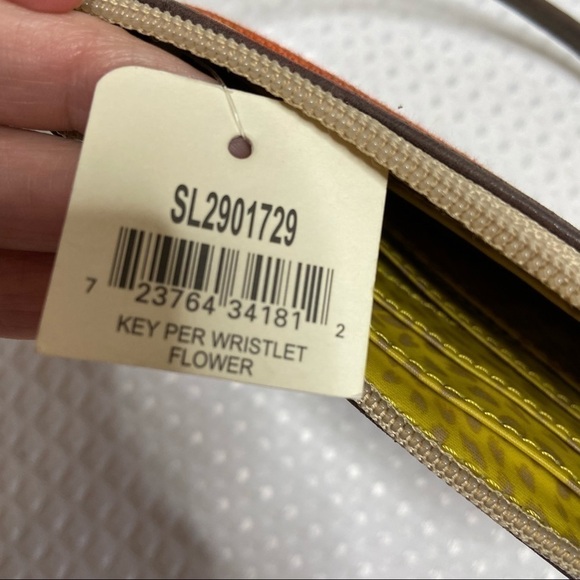 SL2901729
7 23764 34181 2
KEY PER WRISTLET
FLOWER